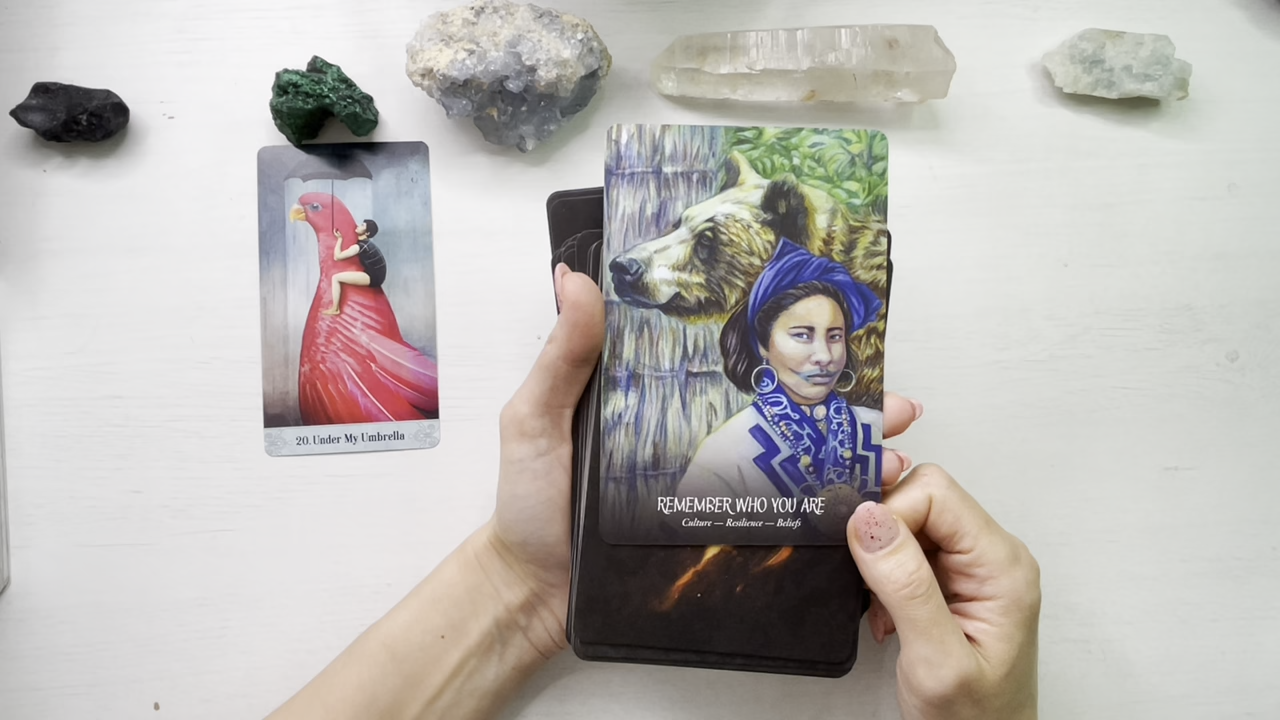 20. Under My Umbrella
REMEMBER WHO YOU ARE
Culture — Resilience — Beliefs